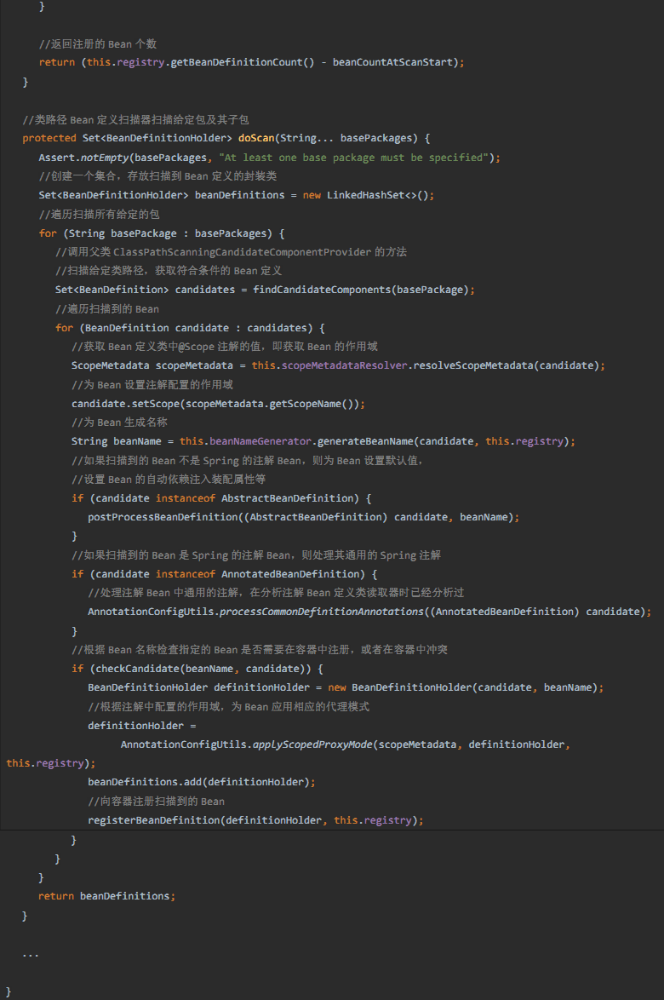 }
//返回注册的 Bean 个数
return (this.registry.getBeanDefinitionCount() - beanCountAtScanStart);
}
//类路径 Bean 定义扫描器扫描给定包及其子包
protected Set<BeanDefinitionHolder> doScan(String... basePackages) {
Assert.notEmpty(basePackages, "At least one base package must be specified");
//创建一个集合，存放扫描到 Bean 定义的封装类
Set<BeanDefinitionHolder> beanDefinitions = new LinkedHashSet<>();
//遍历扫描所有给定的包
for (String basePackage : basePackages) {
//调用父类 ClassPathScanningCandidateComponentProvider 的方法
//扫描给定类路径，获取符合条件的 Bean 定义
Set<BeanDefinition> candidates = findCandidateComponents(basePackage);
//遍历扫描到的 Bean
for (BeanDefinition candidate : candidates) {
//获取 Bean 定义类中@Scope 注解的值，即获取 Bean 的作用域
ScopeMetadata scopeMetadata = this.scopeMetadataResolver.resolveScopeMetadata(candidate);
//为 Bean 设置注解配置的作用域
candidate.setScope(scopeMetadata.getScopeName());
//为 Bean 生成名称
String beanName = this.beanNameGenerator.generateBeanName(candidate, this.registry);
//如果扫描到的 Bean 不是 Spring 的注解 Bean，则为 Bean 设置默认值，
//设置 Bean 的自动依赖注入装配属性等
if (candidate instanceof AbstractBeanDefinition) {
postProcessBeanDefinition((AbstractBeanDefinition) candidate, beanName);
}
//如果扫描到的 Bean 是 Spring 的注解 Bean，则处理其通用的 Spring 注解
if (candidate instanceof AnnotatedBeanDefinition) {
//处理注解 Bean 中通用的注解，在分析注解 Bean 定义类读取器时已经分析过
AnnotationConfigUtils.processCommonDefinitionAnnotations((AnnotatedBeanDefinition) candidate);
}
//根据 Bean 名称检查指定的 Bean 是否需要在容器中注册，或者在容器中冲突
if (checkCandidate(beanName, candidate)) {
BeanDefinitionHolder definitionHolder = new BeanDefinitionHolder(candidate, beanName);
//根据注解中配置的作用域，为 Bean 应用相应的代理模式
definitionHolder =
AnnotationConfigUtils.applyScopedProxyMode(scopeMetadata, definitionHolder,
this.registry);
beanDefinitions.add(definitionHolder);
//向容器注册扫描到的 Bean
registerBeanDefinition(definitionHolder, this.registry);
}
}
}
return beanDefinitions;
}
...
}